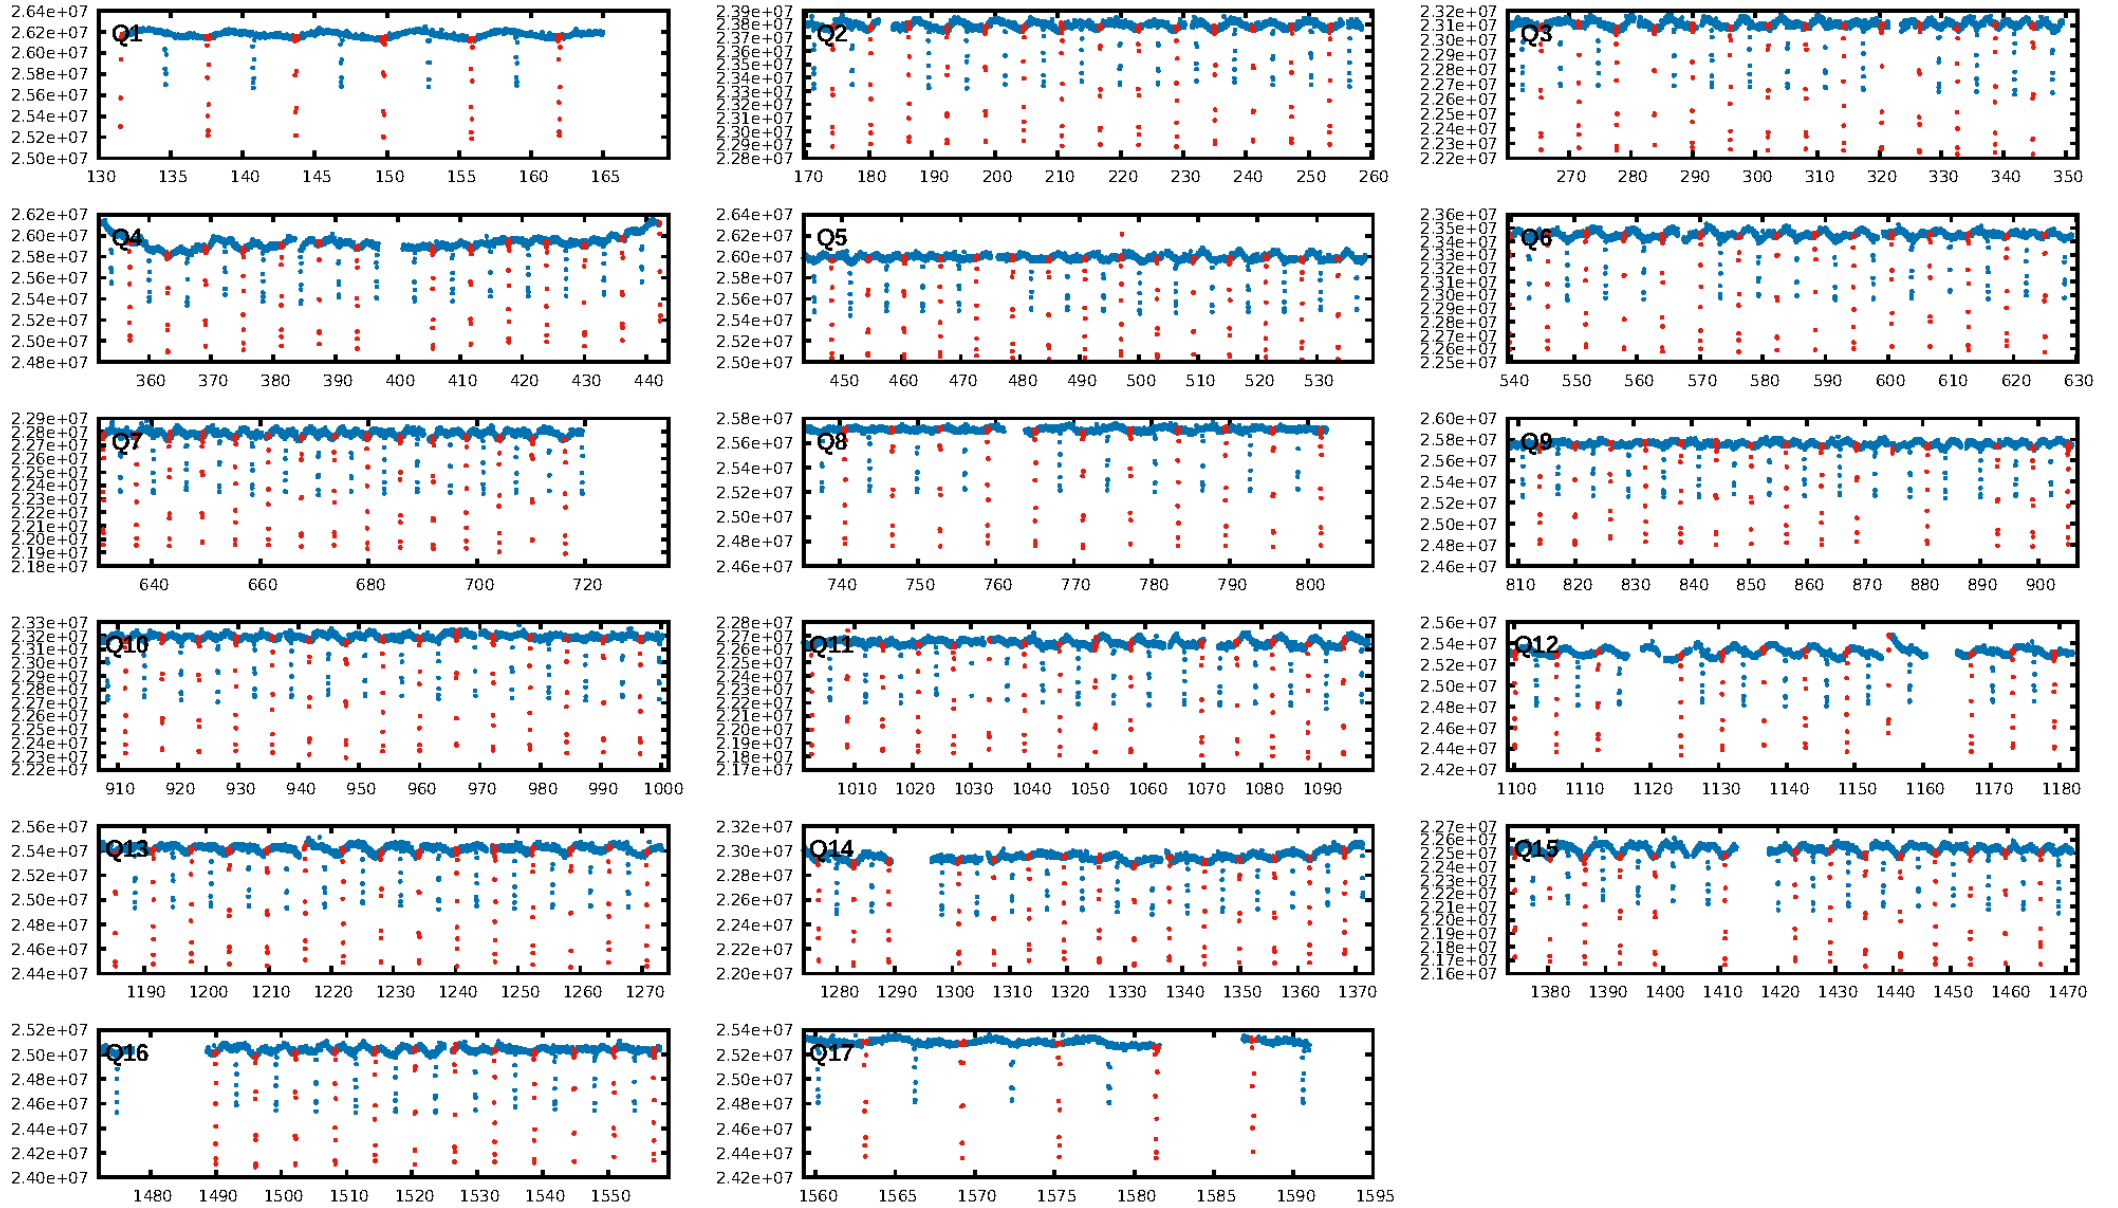 Q1
2.64e+07
2.62e+07
2.60e+07
2.58e+07
2.56e+07
2.54e+07
2.52e+07
2.50e+07
130 135 140 145 150 155 160 165
Q2
2.39e+07
2.38e+07
2.37e+07
2.36e+07
2.35e+07
2.34e+07
2.33e+07
2.32e+07
2.31e+07
2.30e+07
2.29e+07
2.28e+07
170 180 190 200 210 220 230 240 250 260
Q3
2.32e+07
2.31e+07
2.30e+07
2.29e+07
2.28e+07
2.27e+07
2.26e+07
2.25e+07
2.24e+07
2.23e+07
2.22e+07
270 280 290 300 310 320 330 340 350
Q4
2.62e+07
2.60e+07
2.58e+07
2.56e+07
2.54e+07
2.52e+07
2.50e+07
2.48e+07
360 370 380 390 400 410 420 430 440
Q5
2.64e+07
2.62e+07
2.60e+07
2.58e+07
2.56e+07
2.54e+07
2.52e+07
2.50e+07
450 460 470 480 490 500 510 520 530
Q6
2.36e+07
2.35e+07
2.34e+07
2.33e+07
2.32e+07
2.31e+07
2.30e+07
2.29e+07
2.28e+07
2.27e+07
2.26e+07
2.25e+07
540 550 560 570 580 590 600 610 620 630
Q7
2.29e+07
2.28e+07
2.27e+07
2.26e+07
2.25e+07
2.24e+07
2.23e+07
2.22e+07
2.21e+07
2.20e+07
2.19e+07
2.18e+07
640 660 680 700 720
Q8
2.58e+07
2.56e+07
2.54e+07
2.52e+07
2.50e+07
2.48e+07
2.46e+07
740 750 760 770 780 790 800
Q9
2.60e+07
2.58e+07
2.56e+07
2.54e+07
2.52e+07
2.50e+07
2.48e+07
2.46e+07
810 820 830 840 850 860 870 880 890 900
Q10
2.33e+07
2.32e+07
2.31e+07
2.30e+07
2.29e+07
2.28e+07
2.27e+07
2.26e+07
2.25e+07
2.24e+07
2.23e+07
2.22e+07
910 920 930 940 950 960 970 980 990 1000
Q11
2.28e+07
2.27e+07
2.26e+07
2.25e+07
2.24e+07
2.23e+07
2.22e+07
2.21e+07
2.20e+07
2.19e+07
2.18e+07
2.17e+07
1010 1020 1030 1040 1050 1060 1070 1080 1090
Q12
2.56e+07
2.54e+07
2.52e+07
2.50e+07
2.48e+07
2.46e+07
2.44e+07
2.42e+07
1100 1110 1120 1130 1140 1150 1160 1170 1180
Q13
2.56e+07
2.54e+07
2.52e+07
2.50e+07
2.48e+07
2.46e+07
2.44e+07
1190 1200 1210 1220 1230 1240 1250 1260 1270
Q14
2.32e+07
2.30e+07
2.28e+07
2.26e+07
2.24e+07
2.22e+07
2.20e+07
1280 1290 1300 1310 1320 1330 1340 1350 1360 1370
Q15
2.27e+07
2.26e+07
2.25e+07
2.24e+07
2.23e+07
2.22e+07
2.21e+07
2.20e+07
2.19e+07
2.18e+07
2.17e+07
2.16e+07
1380 1390 1400 1410 1420 1430 1440 1450 1460 1470
Q16
2.52e+07
2.50e+07
2.48e+07
2.46e+07
2.44e+07
2.42e+07
2.40e+07
1480 1490 1500 1510 1520 1530 1540 1550
Q17
2.54e+07
2.52e+07
2.50e+07
2.48e+07
2.46e+07
2.44e+07
2.42e+07
1560 1565 1570 1575 1580 1585 1590 1595